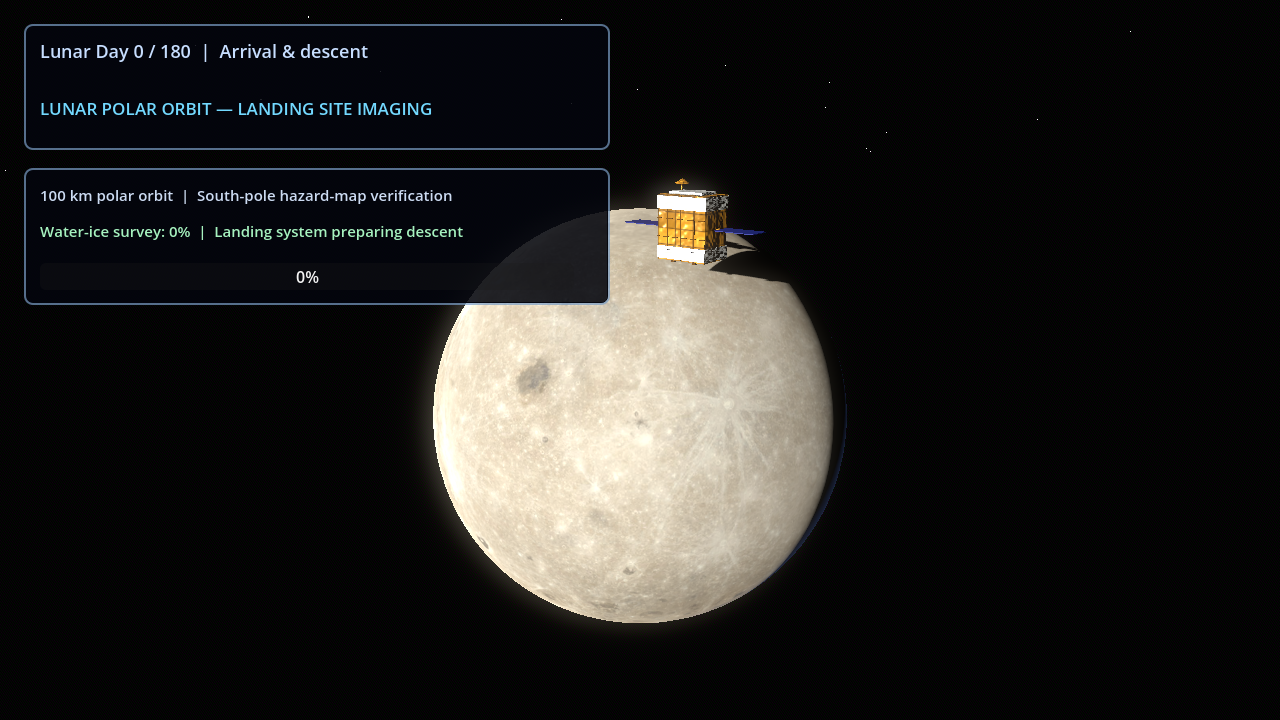 Lunar Day 0 / 180 | Arrival & descent
LUNAR POLAR ORBIT — LANDING SITE IMAGING
100 km polar orbit | South-pole hazard-map verification
Water-ice survey: 0% | Landing system preparing descent
0%